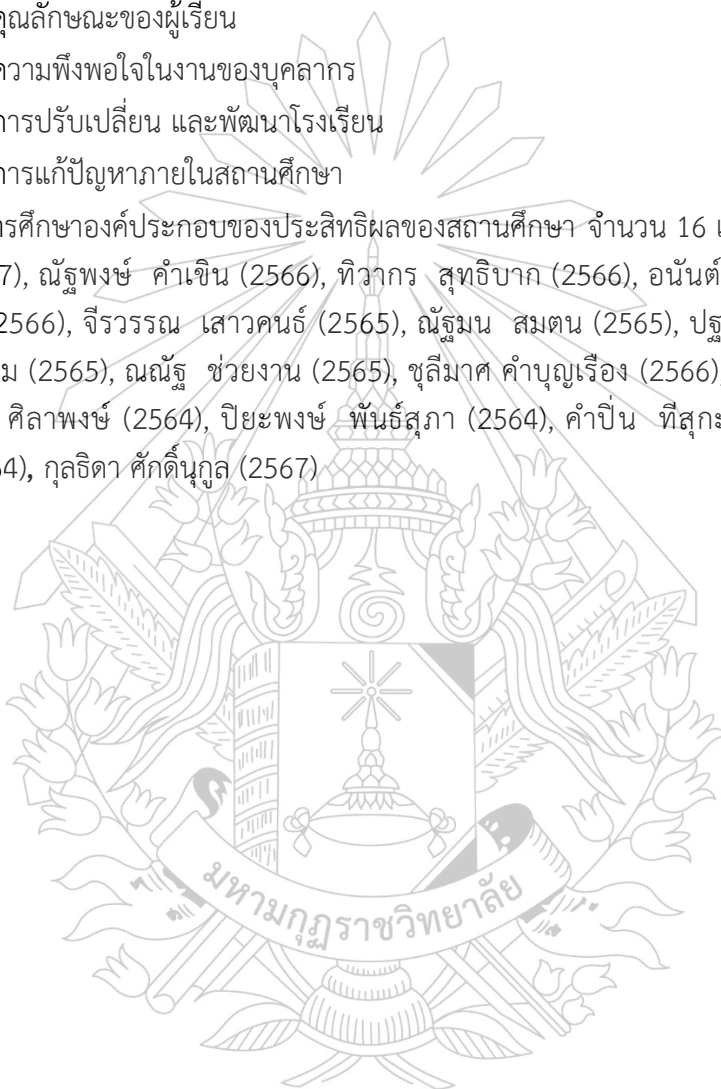 คุณลักษณะของผู้เรียน
ความพึงพอใจในงานของบุคลากร
การปรับเปลี่ยน และพัฒนาโรงเรียน
การแก้ปัญหาภายในสถานศึกษา
ารศึกษาองค์ประกอบของประสิทธิผลของสถานศึกษา จำนวน 16 เ
7), ณัฐพงษ์ คำเขิน (2566), ทิวากร สุทธิบาก (2566), อนันต์
2566), จีรวรรณ เสาวคนธ์ (2565), ณัฐมน สมตน (2565), ปฐ
ม (2565), ณณัฐ ช่วยงาน (2565), ชุลีมาศ คำบุญเรือง (2566),
ศิลาพงษ์ (2564), ปิยะพงษ์ พันธ์สุภา (2564), คำปิ่น ทีสุกะ
64), กุลธิดา ศักดิ์นุกูล (2567)
มหามกุฏราชวิทยาลัย